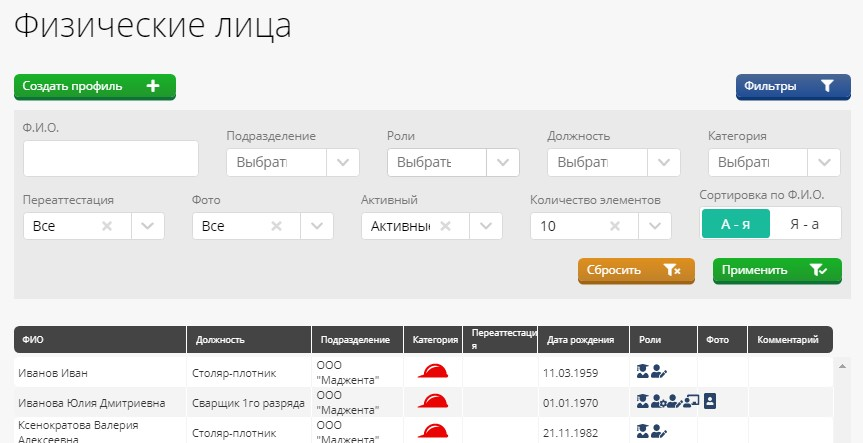 Физические лица
Создать профиль
Фильтры
Ф.И.О.
Подразделение
Роли
Должность
Категория
Выбрать
Выбрать
Выбрать
Выбрать
Переаттестация
Фото
Активный
Количество элементов
Сортировка по Ф.И.О.
Все
Все
Активные
10
А - я
Я - а
Сбросить
Применить
ФИО
Должность
Подразделение
Категория
Переаттестаци
я
Дата рождения
Роли
Фото
Комментарий
Иванов Иван
Столяр-плотник
ООО
"Маджента"
11.03.1959
Иванова Юлия Дмитриевна
Сварщик 1го разряда
ООО
"Маджента"
01.01.1970
Ксенократова Валерия
Алексеевна
Столяр-плотник
ООО
"Маджента"
21.11.1982